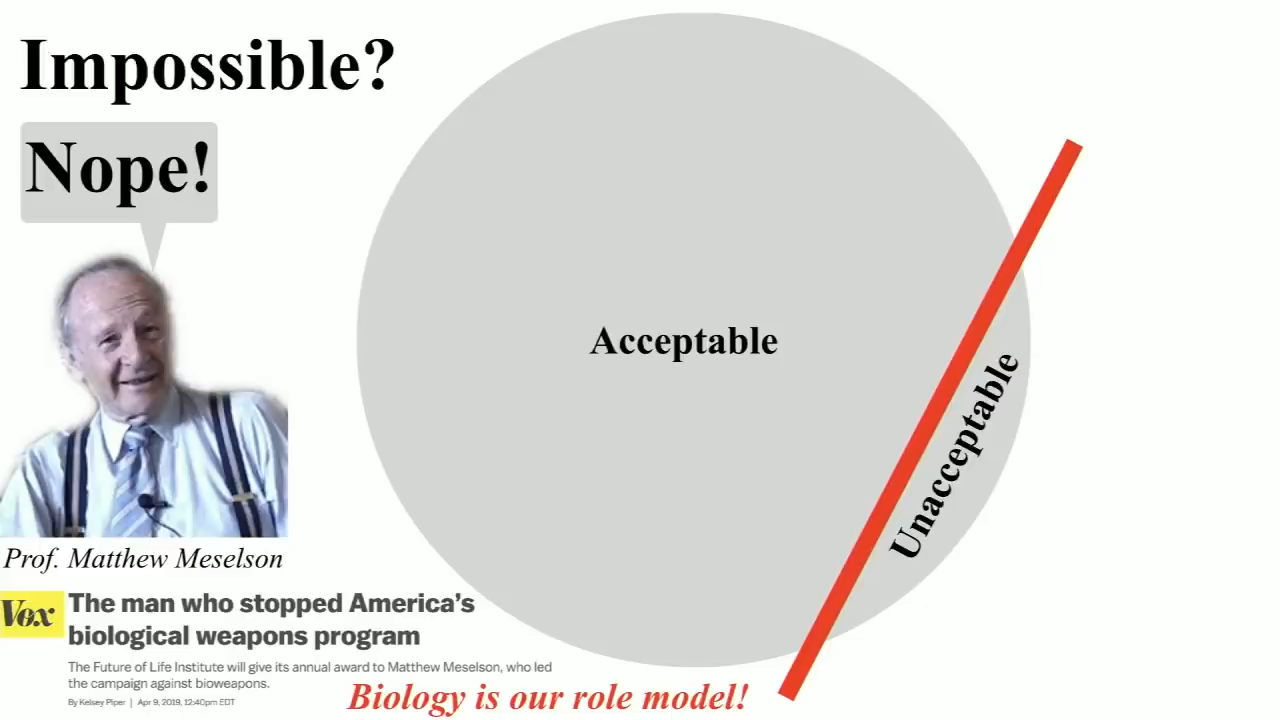 Impossible?
Nope!
Acceptable
Unacceptable
Prof. Matthew Meselson
Vox
The man who stopped America's
biological weapons program
The Future of Life Institute will give its annual award to Matthew Meselson, who led
the campaign against bioweapons.
By Kelsey Piper | Apr 9, 2019, 12:40pm EDT
Biology is our role model!